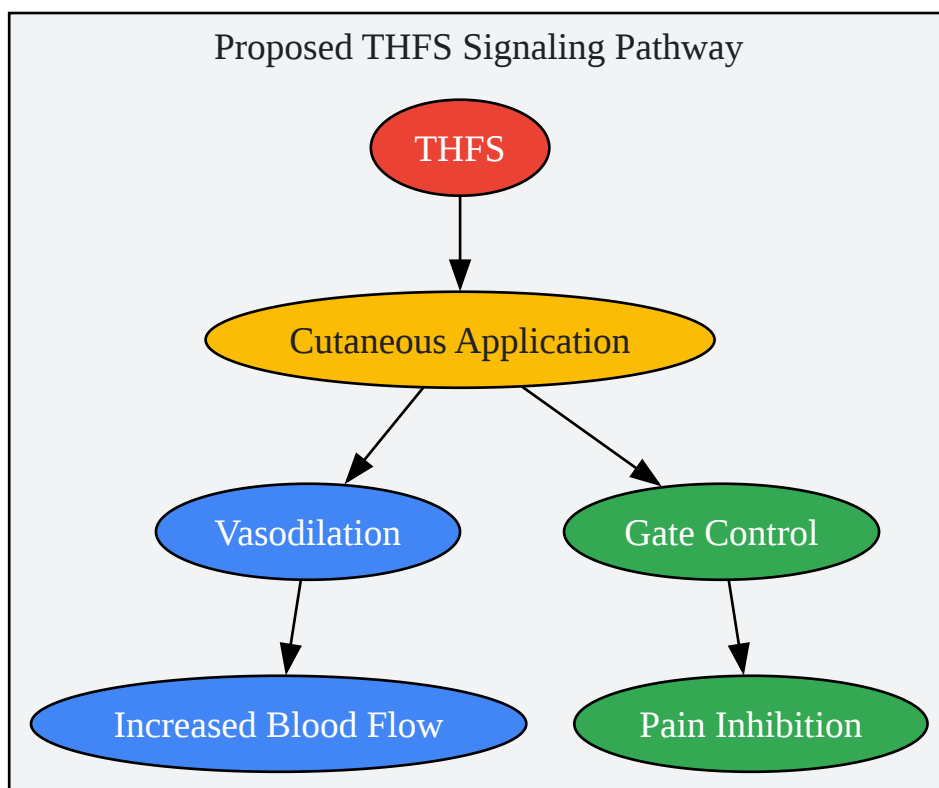 Proposed THFS Signaling Pathway
THFS
Cutaneous Application
Vasodilation
Gate Control
Increased Blood Flow
Pain Inhibition